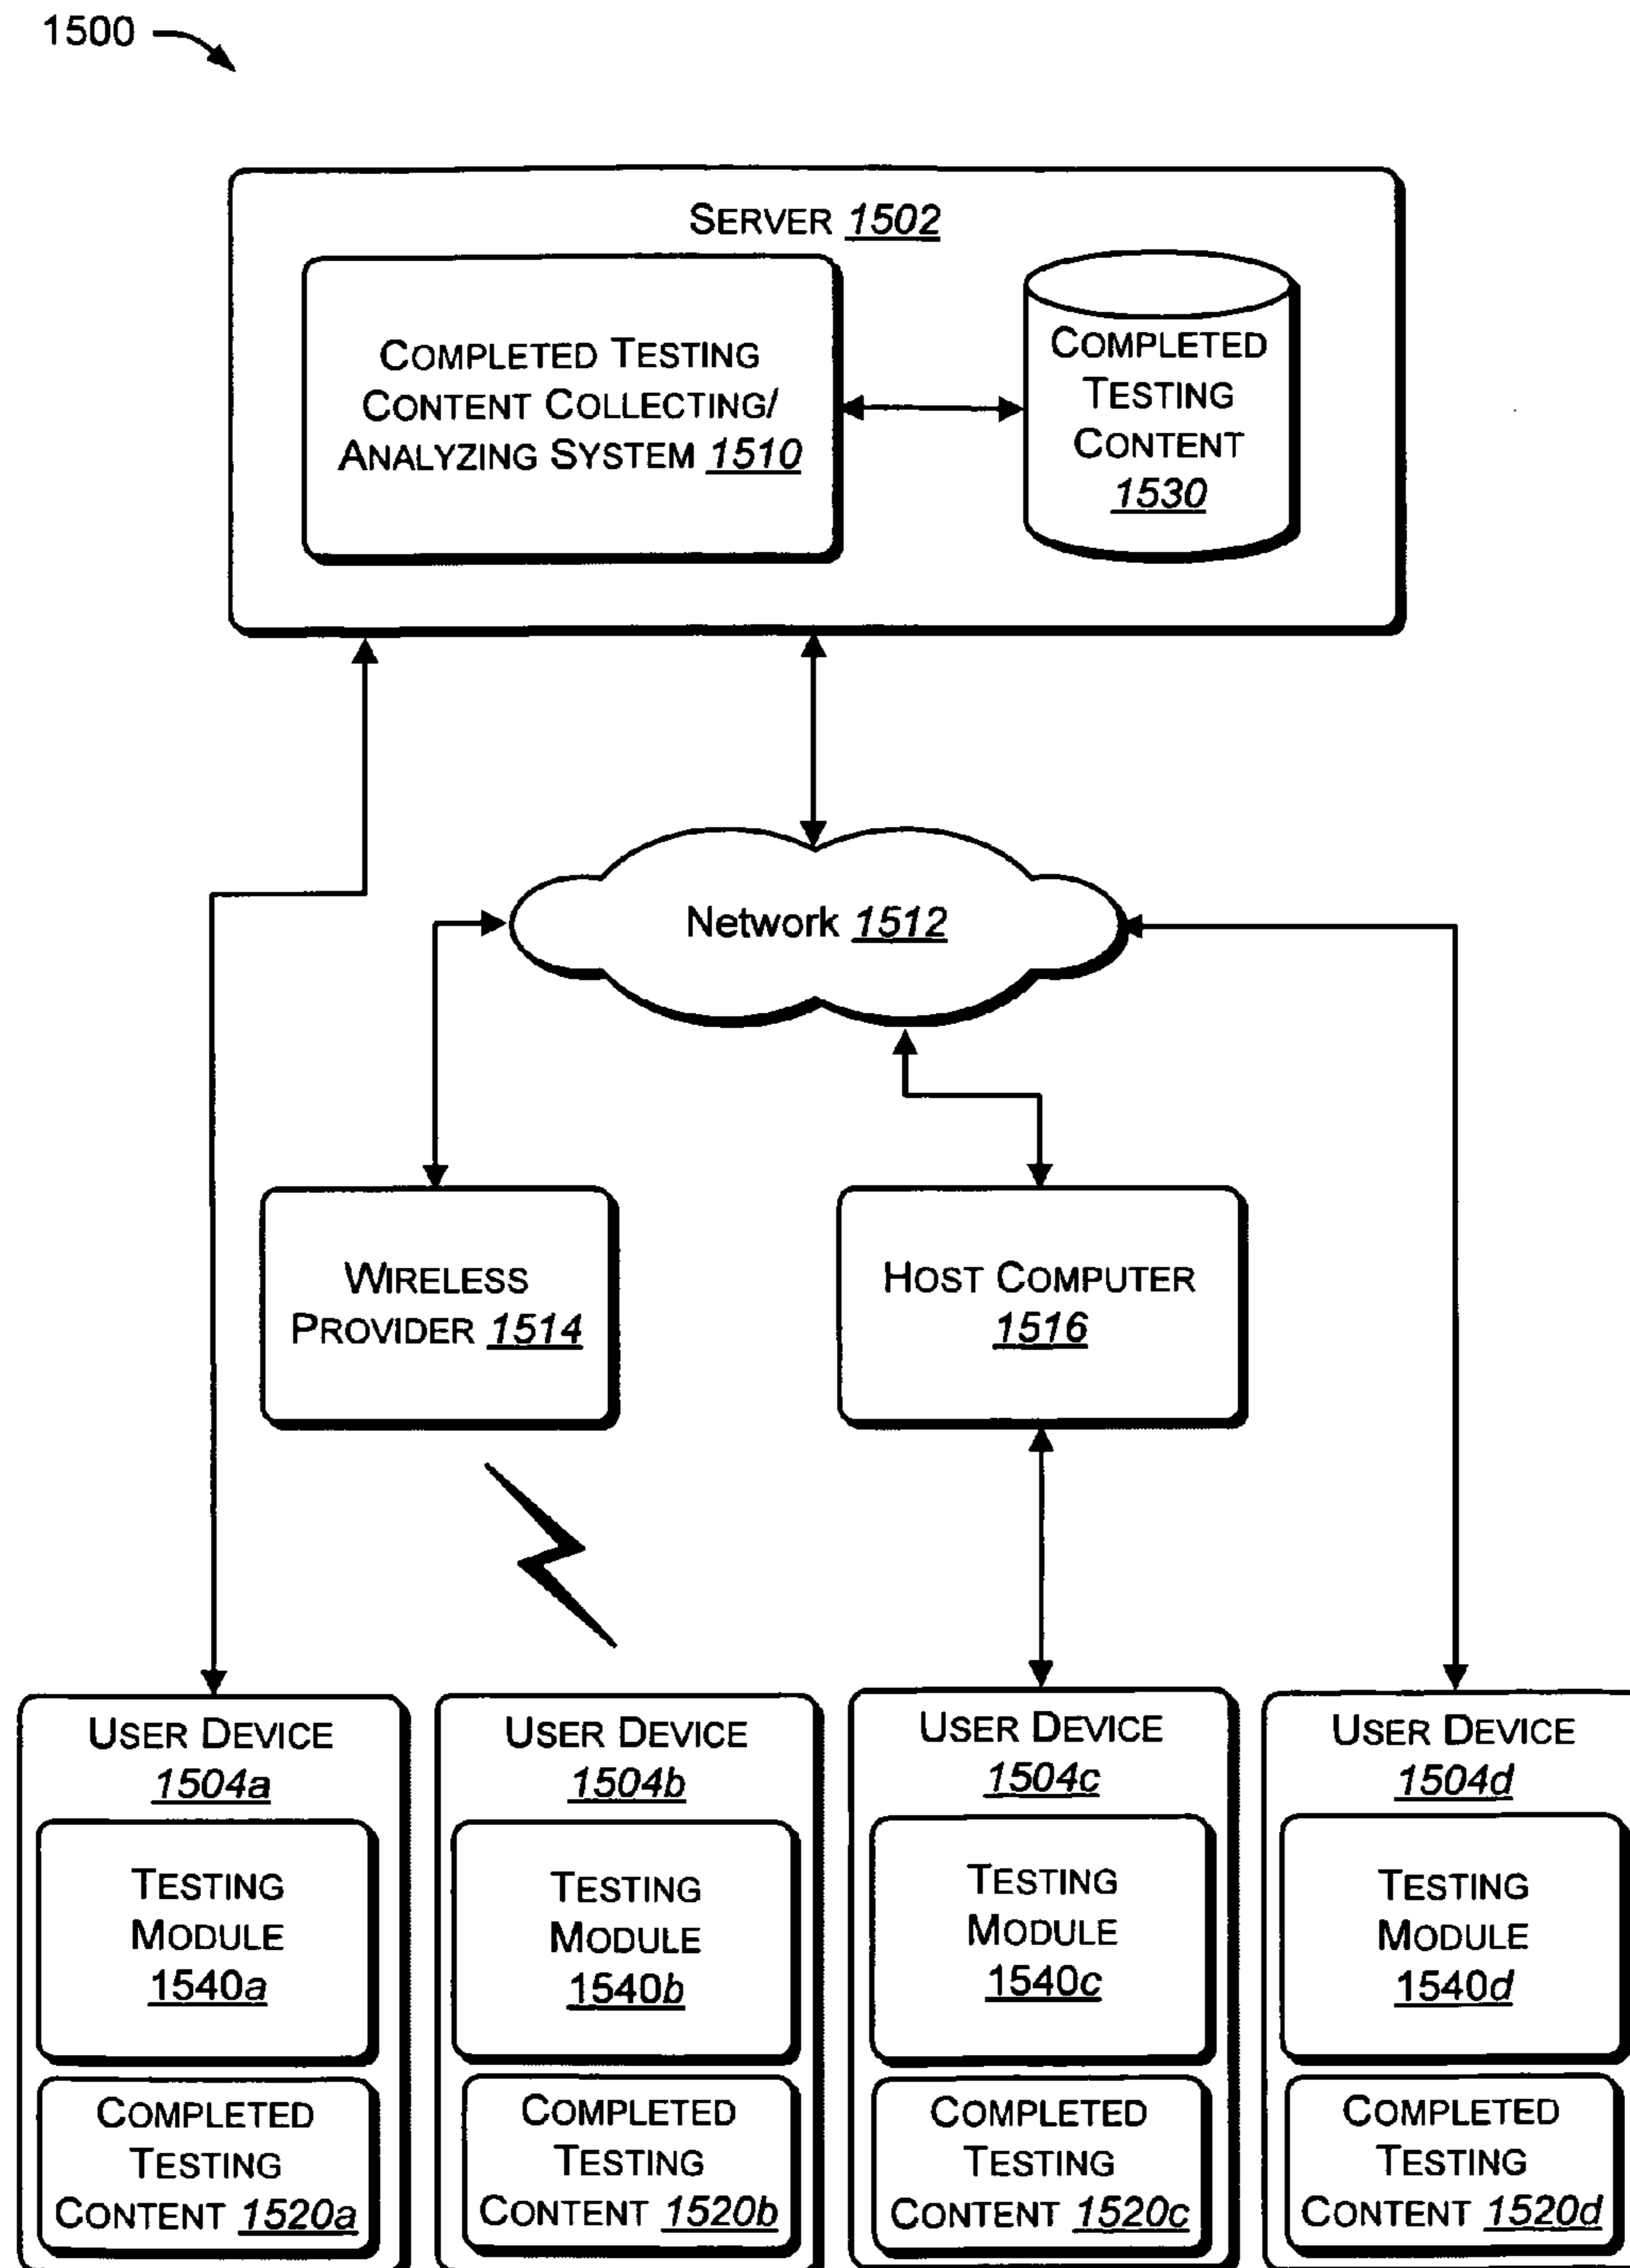 1500
SERVER 1502
COMPLETED TESTING
CONTENT COLLECTING/
ANALYZING SYSTEM 1510
COMPLETED
TESTING
CONTENT
1530
Network 1512
WIRELESS
PROVIDER 1514
HOST COMPUTER
1516
USER DEVICE
1504a
TESTING
MODULE
1540a
COMPLETED
TESTING
CONTENT 1520a
USER DEVICE
1504b
TESTING
MODULE
1540b
COMPLETED
TESTING
CONTENT 1520b
USER DEVICE
1504c
TESTING
MODULE
1540c
COMPLETED
TESTING
CONTENT 1520c
USER DEVICE
1504d
TESTING
MODULE
1540d
COMPLETED
TESTING
CONTENT 1520d